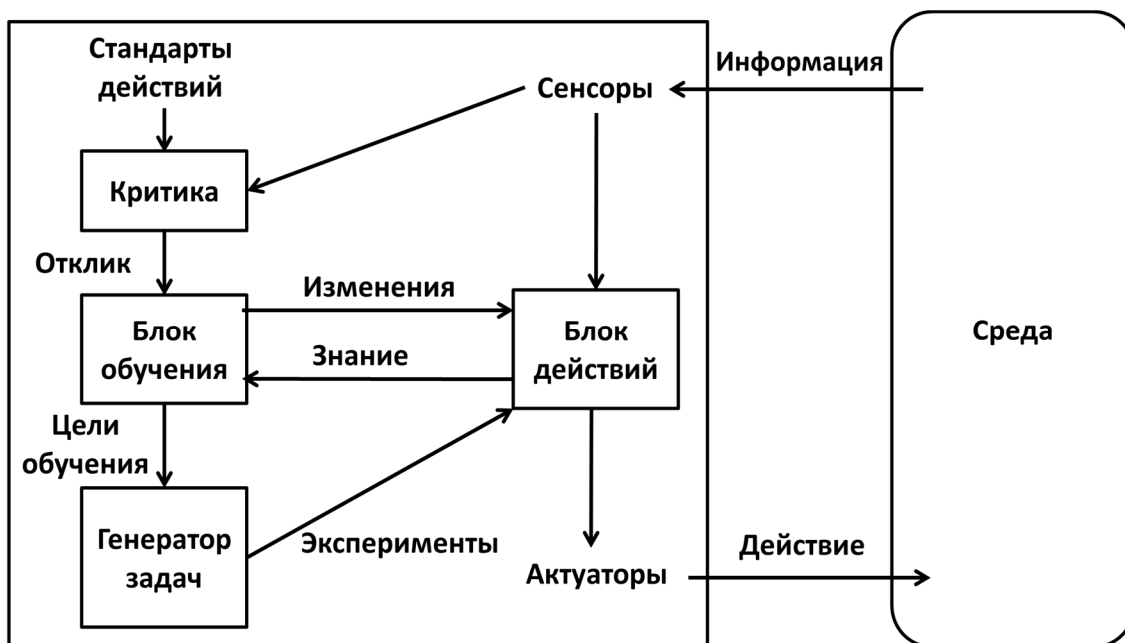 Стандарты
действий
Информация
Сенсоры
Критика
Отклик
Изменения
Блок
обучения
Знание
Блок
действий
Среда
Цели
обучения
Генератор
задач
Эксперименты
Актуаторы
Действие